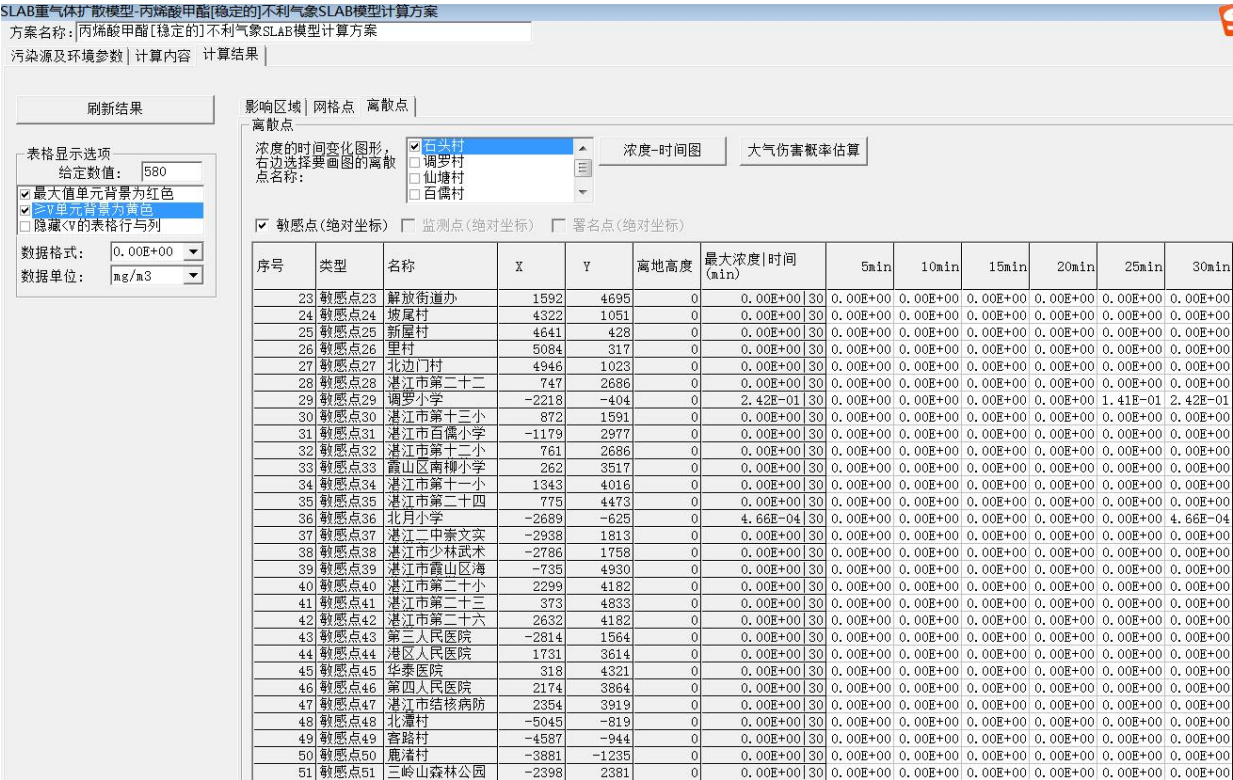 SLAB重气体扩散模型-丙烯酸甲酯[稳定的]不利气象SLAB模型计算方案
方案名称: 丙烯酸甲酯[稳定的]不利气象SLAB模型计算方案
污染源及环境参数 计算内容 计算结果
刷新结果
表格显示选项
给定数值: 580
最大值单元背景为红色
≥V单元背景为黄色
隐藏<V的表格行与列
数据格式: 0.00E+00
数据单位: mg/m3
影响区域 网格点 离散点
离散点
浓度的时间变化图形,
右边选择要画图的离散
点名称:
石头村
调罗村
仙塘村
百儒村
浓度-时间图 大气伤害概率估算
敏感点(绝对坐标) 监测点(绝对坐标) 署名点(绝对坐标)
序号 类型 名称 X Y 离地高度 最大浓度|时间(min) 5min 10min 15min 20min 25min 30min
23 敏感点23 解放街道办 1592 4695 0 0.00E+00|30 0.00E+00 0.00E+00 0.00E+00 0.00E+00 0.00E+00 0.00E+00
24 敏感点24 坡尾村 4322 1051 0 0.00E+00|30 0.00E+00 0.00E+00 0.00E+00 0.00E+00 0.00E+00 0.00E+00
25 敏感点25 新屋村 4641 428 0 0.00E+00|30 0.00E+00 0.00E+00 0.00E+00 0.00E+00 0.00E+00 0.00E+00
26 敏感点26 里村 5084 317 0 0.00E+00|30 0.00E+00 0.00E+00 0.00E+00 0.00E+00 0.00E+00 0.00E+00
27 敏感点27 北边门村 4946 1023 0 0.00E+00|30 0.00E+00 0.00E+00 0.00E+00 0.00E+00 0.00E+00 0.00E+00
28 敏感点28 湛江市第二十二 747 2686 0 0.00E+00|30 0.00E+00 0.00E+00 0.00E+00 0.00E+00 0.00E+00 0.00E+00
29 敏感点29 调罗小学 -2218 -404 0 2.42E-01|30 0.00E+00 0.00E+00 0.00E+00 0.00E+00 1.41E-01 2.42E-01
30 敏感点30 湛江市第十三小 872 1591 0 0.00E+00|30 0.00E+00 0.00E+00 0.00E+00 0.00E+00 0.00E+00 0.00E+00
31 敏感点31 湛江市百儒小学 -1179 2977 0 0.00E+00|30 0.00E+00 0.00E+00 0.00E+00 0.00E+00 0.00E+00 0.00E+00
32 敏感点32 湛江市第十二小 761 2686 0 0.00E+00|30 0.00E+00 0.00E+00 0.00E+00 0.00E+00 0.00E+00 0.00E+00
33 敏感点33 霞山区南柳小学 262 3517 0 0.00E+00|30 0.00E+00 0.00E+00 0.00E+00 0.00E+00 0.00E+00 0.00E+00
34 敏感点34 湛江市第十一小 1343 4016 0 0.00E+00|30 0.00E+00 0.00E+00 0.00E+00 0.00E+00 0.00E+00 0.00E+00
35 敏感点35 湛江市第二十四 775 4473 0 0.00E+00|30 0.00E+00 0.00E+00 0.00E+00 0.00E+00 0.00E+00 0.00E+00
36 敏感点36 北月小学 -2689 -625 0 4.66E-04|30 0.00E+00 0.00E+00 0.00E+00 0.00E+00 0.00E+00 4.66E-04
37 敏感点37 湛江二中崇文实 -2938 1813 0 0.00E+00|30 0.00E+00 0.00E+00 0.00E+00 0.00E+00 0.00E+00 0.00E+00
38 敏感点38 湛江市少林武术 -2786 1758 0 0.00E+00|30 0.00E+00 0.00E+00 0.00E+00 0.00E+00 0.00E+00 0.00E+00
39 敏感点39 湛江市霞山区海 -735 4930 0 0.00E+00|30 0.00E+00 0.00E+00 0.00E+00 0.00E+00 0.00E+00 0.00E+00
40 敏感点40 湛江市第二十小 2299 4182 0 0.00E+00|30 0.00E+00 0.00E+00 0.00E+00 0.00E+00 0.00E+00 0.00E+00
41 敏感点41 湛江市第二十三 373 4833 0 0.00E+00|30 0.00E+00 0.00E+00 0.00E+00 0.00E+00 0.00E+00 0.00E+00
42 敏感点42 湛江市第二十六 2632 4182 0 0.00E+00|30 0.00E+00 0.00E+00 0.00E+00 0.00E+00 0.00E+00 0.00E+00
43 敏感点43 第三人民医院 -2814 1564 0 0.00E+00|30 0.00E+00 0.00E+00 0.00E+00 0.00E+00 0.00E+00 0.00E+00
44 敏感点44 港区人民医院 1731 3614 0 0.00E+00|30 0.00E+00 0.00E+00 0.00E+00 0.00E+00 0.00E+00 0.00E+00
45 敏感点45 华泰医院 318 4321 0 0.00E+00|30 0.00E+00 0.00E+00 0.00E+00 0.00E+00 0.00E+00 0.00E+00
46 敏感点46 第四人民医院 2174 3864 0 0.00E+00|30 0.00E+00 0.00E+00 0.00E+00 0.00E+00 0.00E+00 0.00E+00
47 敏感点47 湛江市结核病防 2354 3919 0 0.00E+00|30 0.00E+00 0.00E+00 0.00E+00 0.00E+00 0.00E+00 0.00E+00
48 敏感点48 北潭村 -5045 -819 0 0.00E+00|30 0.00E+00 0.00E+00 0.00E+00 0.00E+00 0.00E+00 0.00E+00
49 敏感点49 客路村 -4587 -944 0 0.00E+00|30 0.00E+00 0.00E+00 0.00E+00 0.00E+00 0.00E+00 0.00E+00
50 敏感点50 鹿渚村 -3881 -1235 0 0.00E+00|30 0.00E+00 0.00E+00 0.00E+00 0.00E+00 0.00E+00 0.00E+00
51 敏感点51 三岭山森林公园 -2398 2381 0 0.00E+00|30 0.00E+00 0.00E+00 0.00E+00 0.00E+00 0.00E+00 0.00E+00